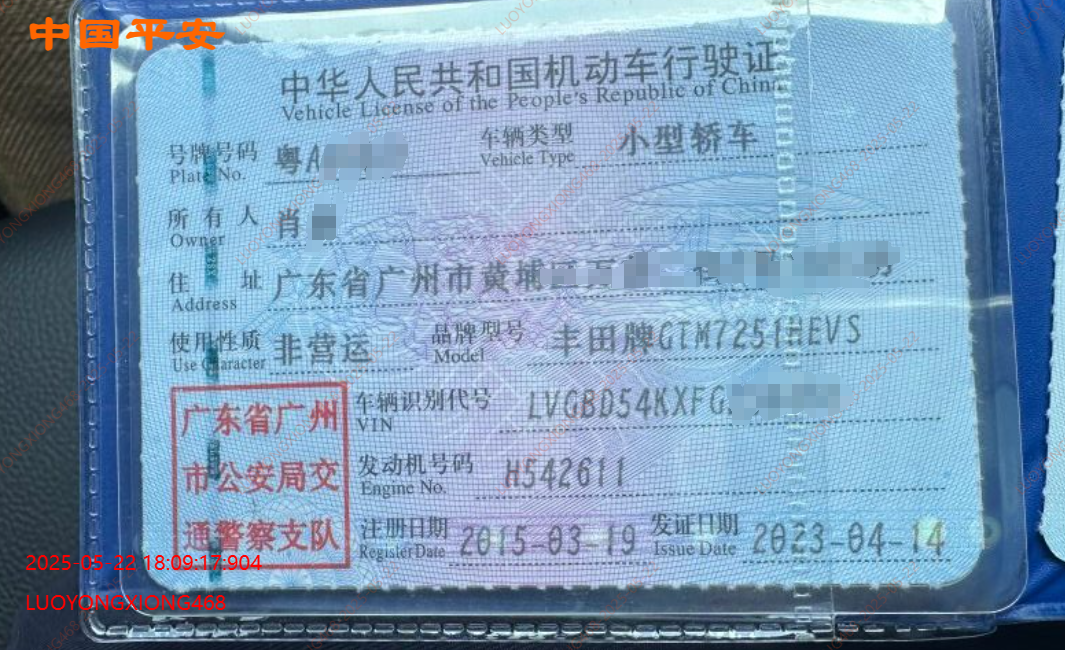 中国平安
中华人民共和国机动车行驶证
Vehicle License of the People's Republic of China
号牌号码 粤A 车辆类型 小型轿车
Plate No. Vehicle Type
所有人 肖
Owner
住址 广东省广州市黄埔区
Address
使用性质 非营运 品牌型号 丰田牌GTM7251HEVS
Use Character Model
广东省广州 车辆识别代号 LVGBD54KXFG
VIN
市公安局交 发动机号码 H542611
Engine No.
通警察支队 注册日期 2015-03-19 发证日期 2023-04-14
Register Date Issue Date
2025-05-22 18:09:17:904
LUOYONGXIONG468